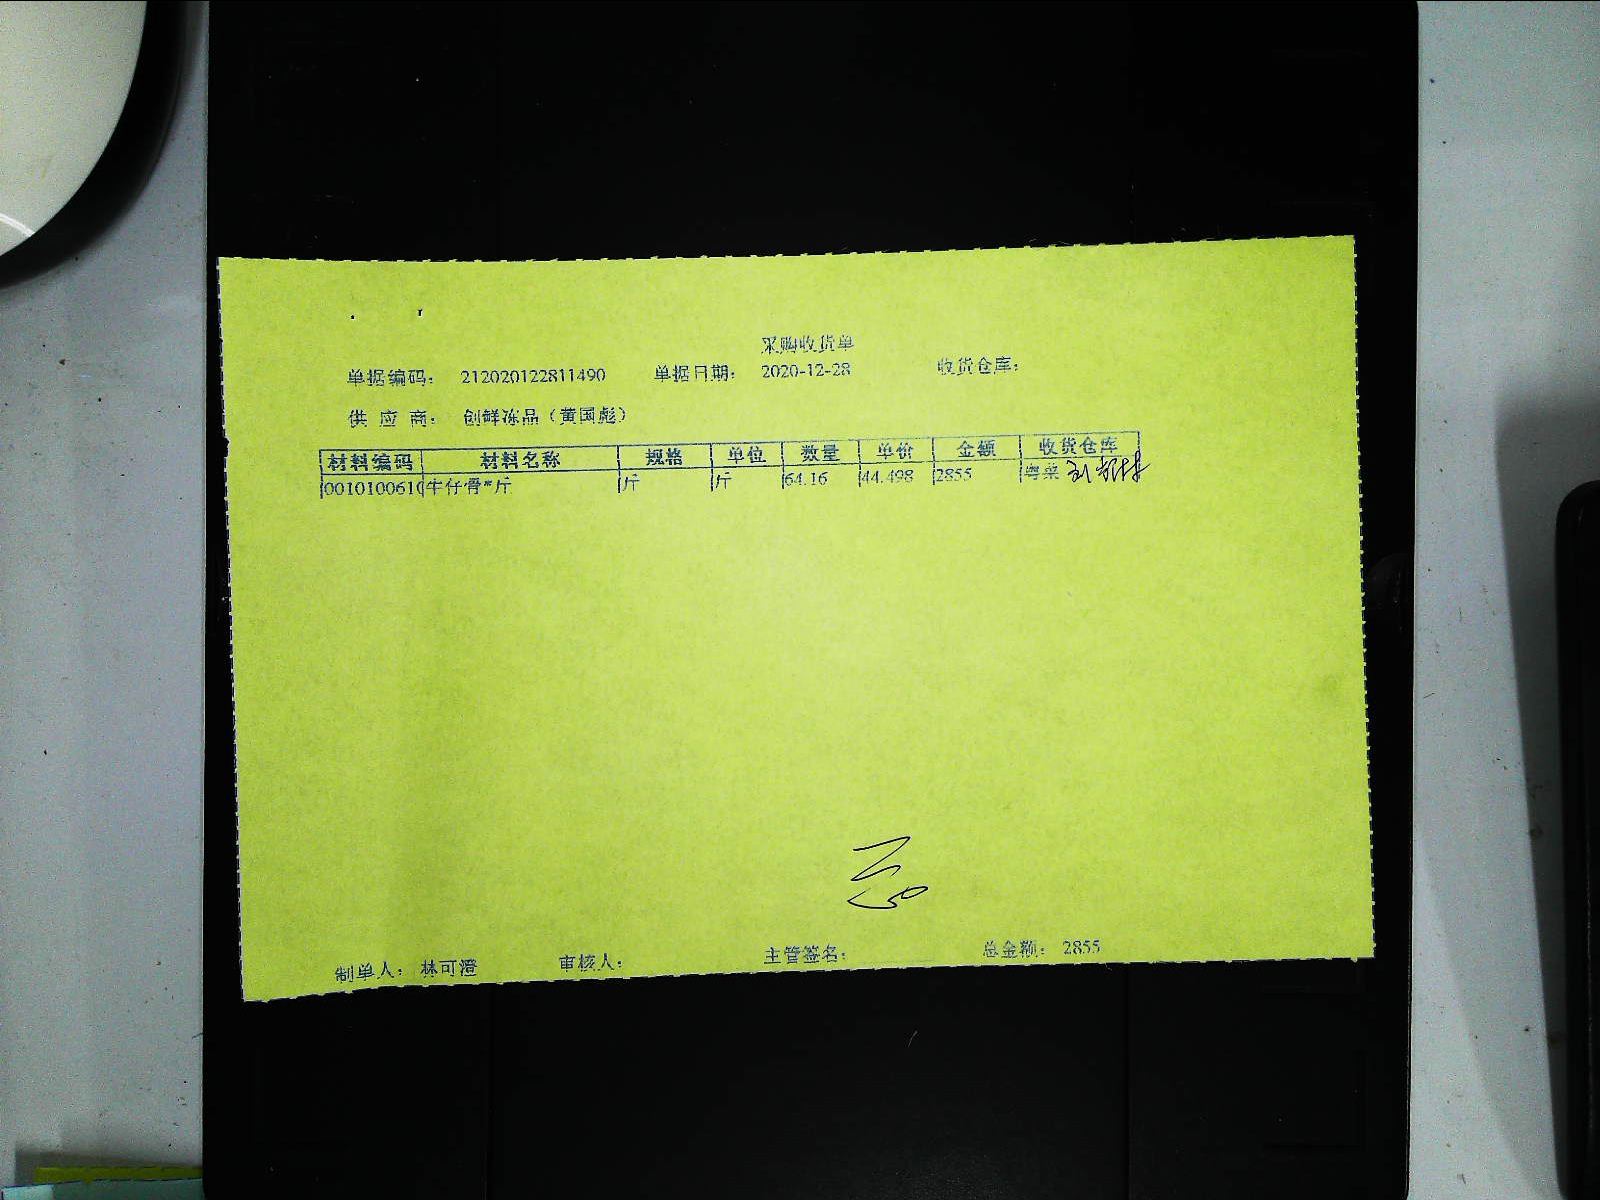 采购收货单
单据编码： 212020122811490 单据日期： 2020-12-28 收货仓库：
供 应 商： 创鲜冻品（黄国彪）
材料编码 材料名称 规格 单位 数量 单价 金额 收货仓库
0010100610 牛仔骨*斤 斤 斤 64.16 44.498 2855 粤菜
制单人： 林可澄 审核人： 主管签名： 总金额： 2855